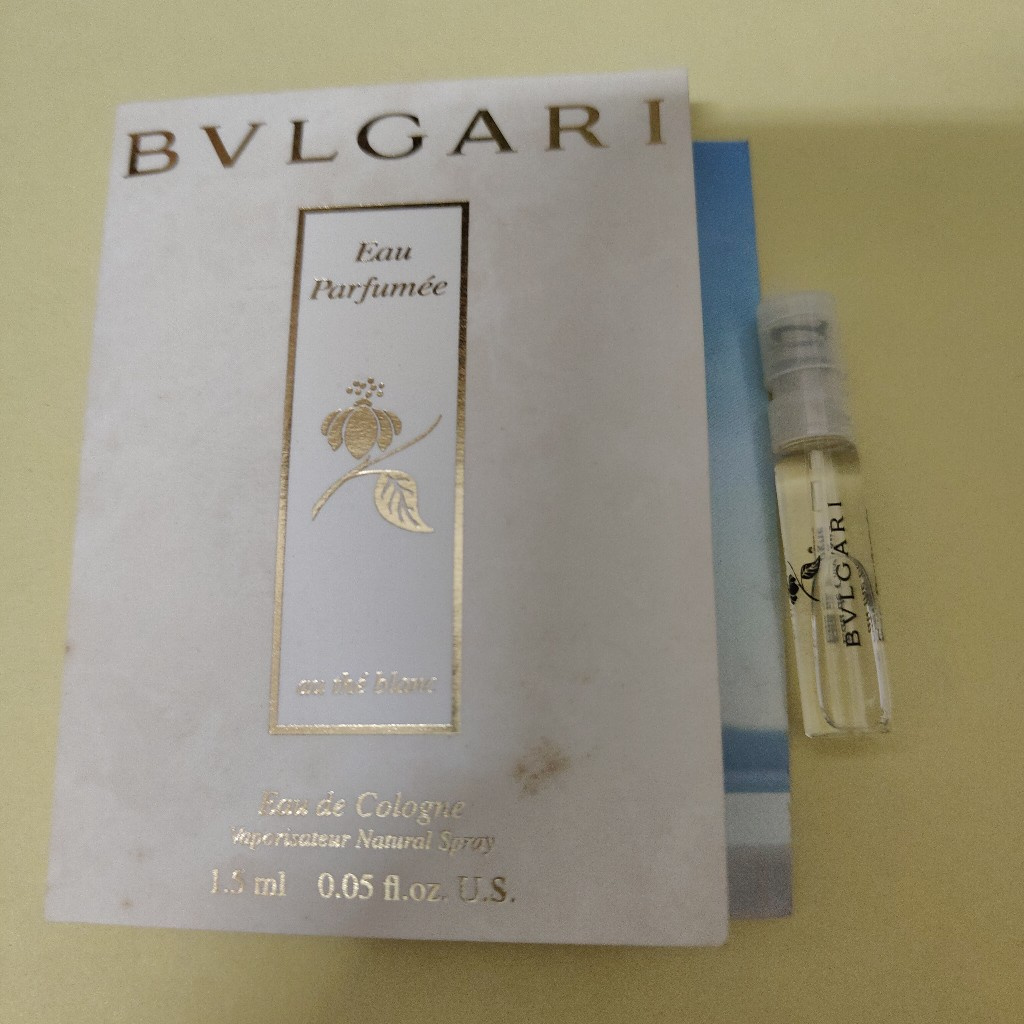 BVLGARI
Eau
Parfumée
au thé blanc
Eau de Cologne
Vaporisateur Natural Spray
1.5 ml 0.05 fl.oz. U.S.
BVLGARI